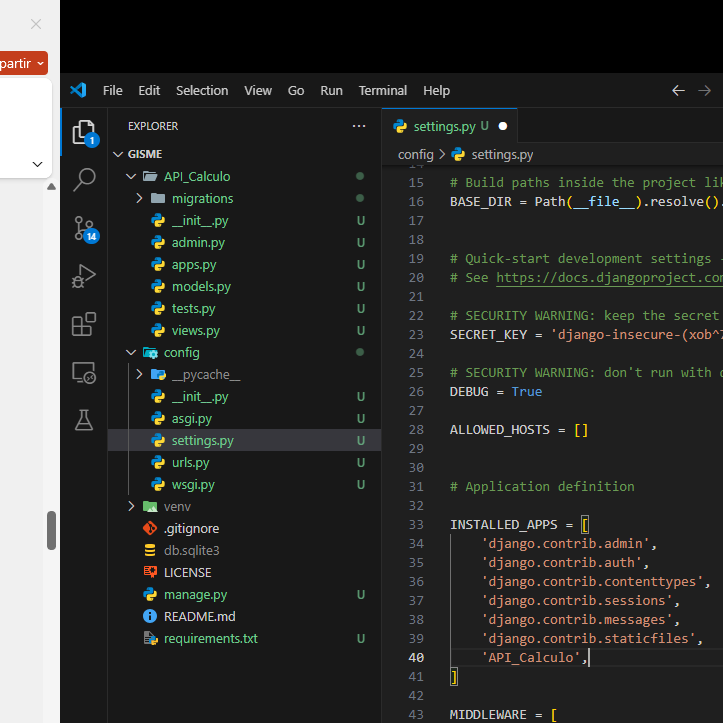 partir
File Edit Selection View Go Run Terminal Help
1
14
EXPLORER
GISME
API_Calculo
migrations
__init__.py U
admin.py U
apps.py U
models.py U
tests.py U
views.py U
config
__pycache__
__init__.py U
asgi.py U
settings.py U
urls.py U
wsgi.py U
venv
.gitignore
db.sqlite3
LICENSE
manage.py U
README.md
requirements.txt U
settings.py U
config > settings.py
14
15 # Build paths inside the project lik
16 BASE_DIR = Path(__file__).resolve().
17
18
19 # Quick-start development settings -
20 # See https://docs.djangoproject.com
21
22 # SECURITY WARNING: keep the secret
23 SECRET_KEY = 'django-insecure-(xob^7
24
25 # SECURITY WARNING: don't run with d
26 DEBUG = True
27
28 ALLOWED_HOSTS = []
29
30
31 # Application definition
32
33 INSTALLED_APPS = [
34 'django.contrib.admin',
35 'django.contrib.auth',
36 'django.contrib.contenttypes',
37 'django.contrib.sessions',
38 'django.contrib.messages',
39 'django.contrib.staticfiles',
40 'API_Calculo',
41 ]
42
43 MIDDLEWARE = [